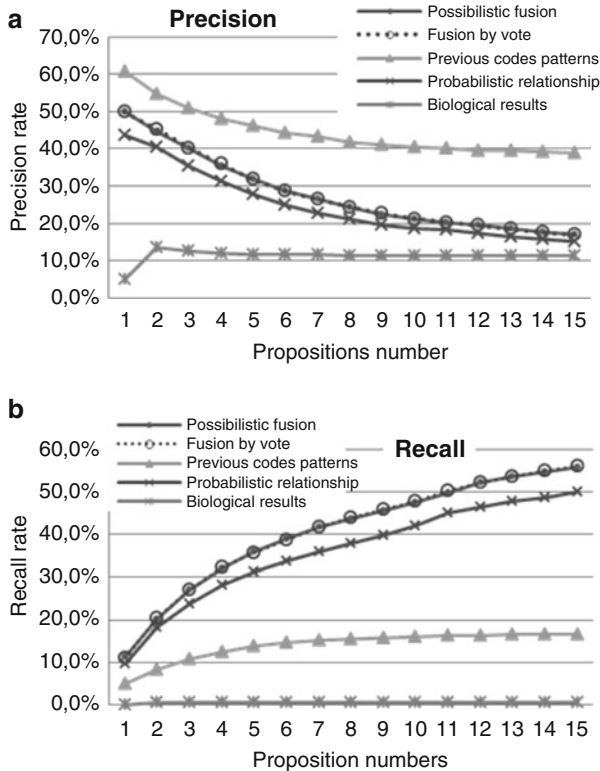 a
Precision
Possibilistic fusion
Fusion by vote
Previous codes patterns
Probabilistic relationship
Biological results
Precision rate
70,0%
60,0%
50,0%
40,0%
30,0%
20,0%
10,0%
0,0%
1 2 3 4 5 6 7 8 9 10 11 12 13 14 15
Propositions number
b
Possibilistic fusion
Fusion by vote
Previous codes patterns
Probabilistic relationship
Biological results
Recall
Recall rate
60,0%
50,0%
40,0%
30,0%
20,0%
10,0%
0,0%
1 2 3 4 5 6 7 8 9 10 11 12 13 14 15
Proposition numbers